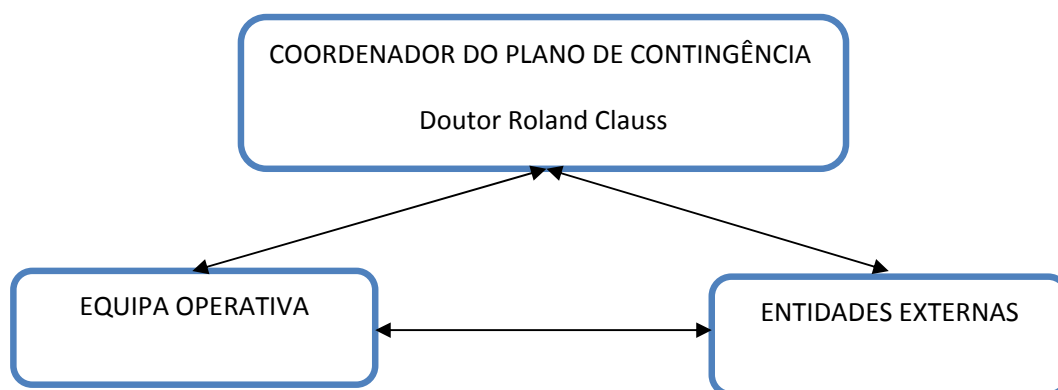 COORDENADOR DO PLANO DE CONTINGÊNCIA
Doutor Roland Clauss
EQUIPA OPERATIVA
ENTIDADES EXTERNAS